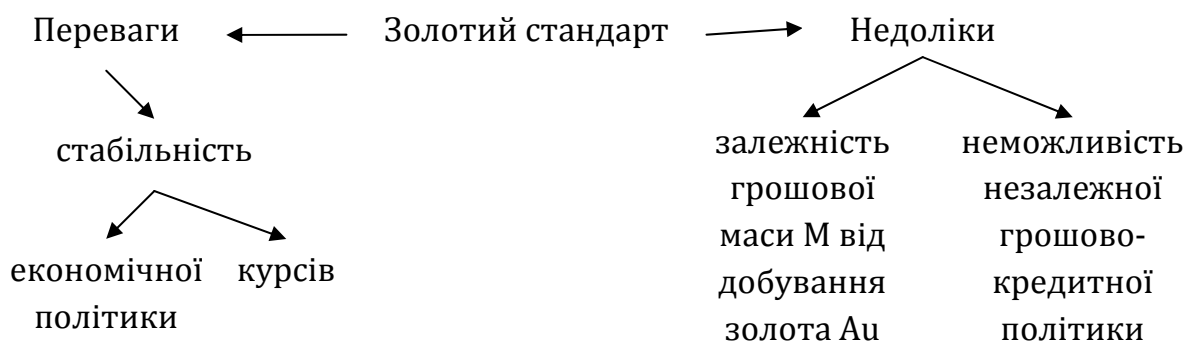 Переваги Золотий стандарт Недоліки
стабільність
економічної
політики
курсів
залежність
грошової
маси М від
добування
золота Au
неможливість
незалежної
грошово-
кредитної
політики